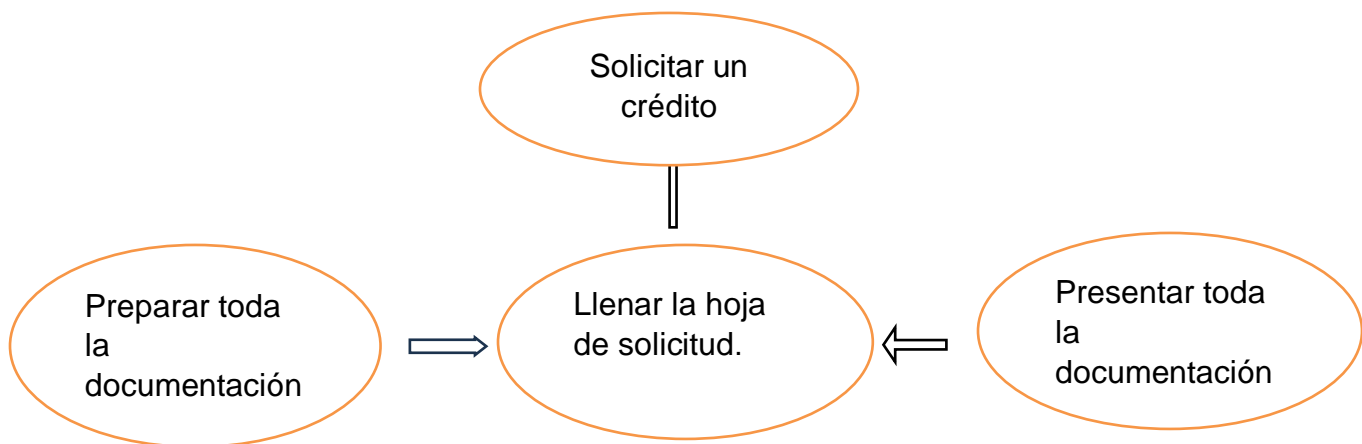 Solicitar un
crédito
Preparar toda
la
documentación
Llenar la hoja
de solicitud.
Presentar toda
la
documentación